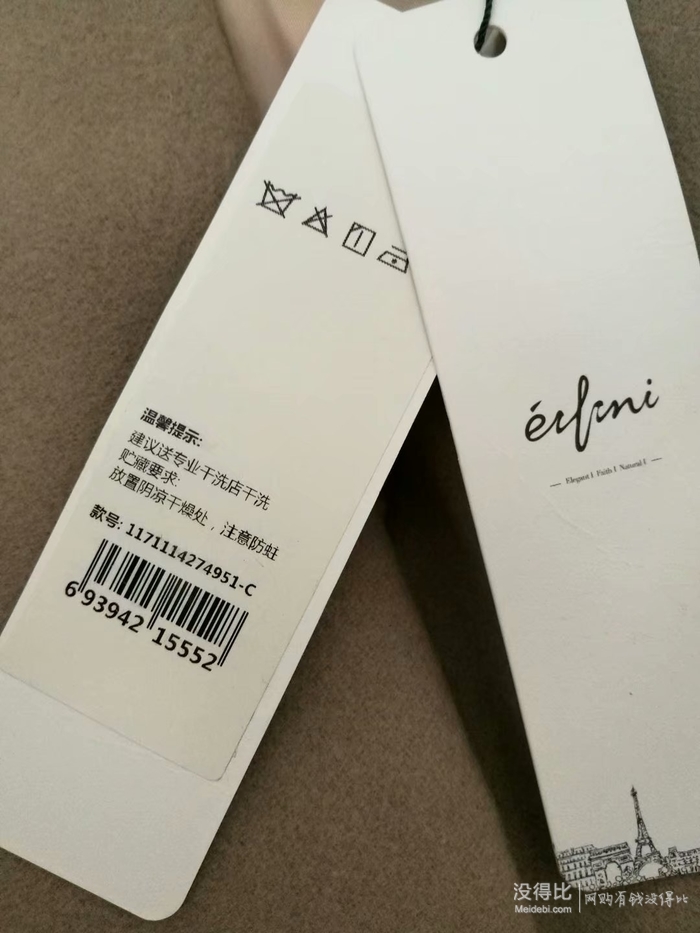 温馨提示:
建议送专业干洗店干洗
贮藏要求:
放置阴凉干燥处，注意防蛀
款号: 1171114274951-C
6 93942 15552
érfeni
— Elegant I Faith I Natural I —
没得比
Meidebi.com
网购有钱没得比